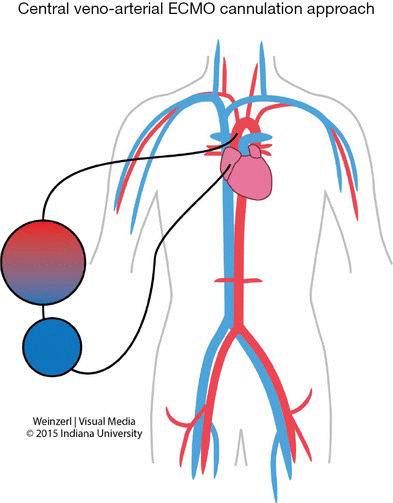 Central veno-arterial ECMO cannulation approach
Weinzerl | Visual Media
© 2015 Indiana University